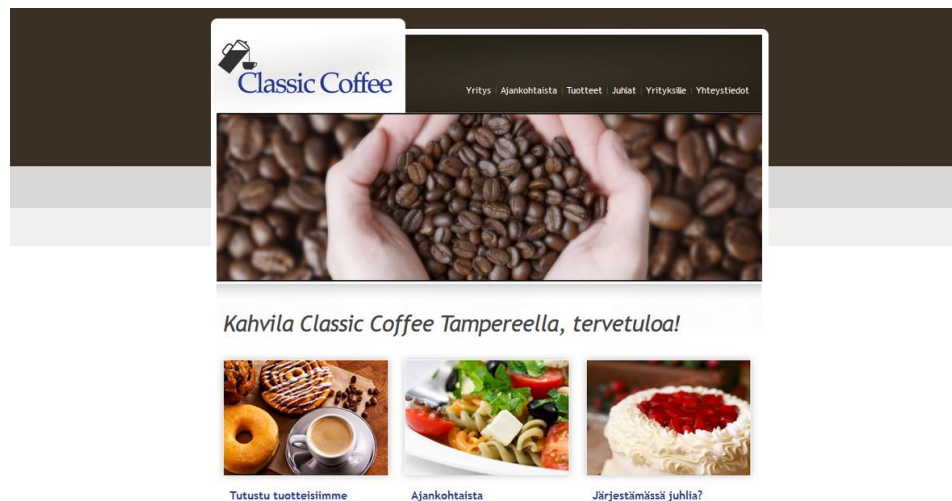 Classic Coffee
Yritys | Ajankohtaista | Tuotteet | Juhlat | Yrityksille | Yhteystiedot
Kahvila Classic Coffee Tampereella, tervetuloa!
Tutustu tuotteisiimme
Ajankohtaista
Järjestämässä juhlia?